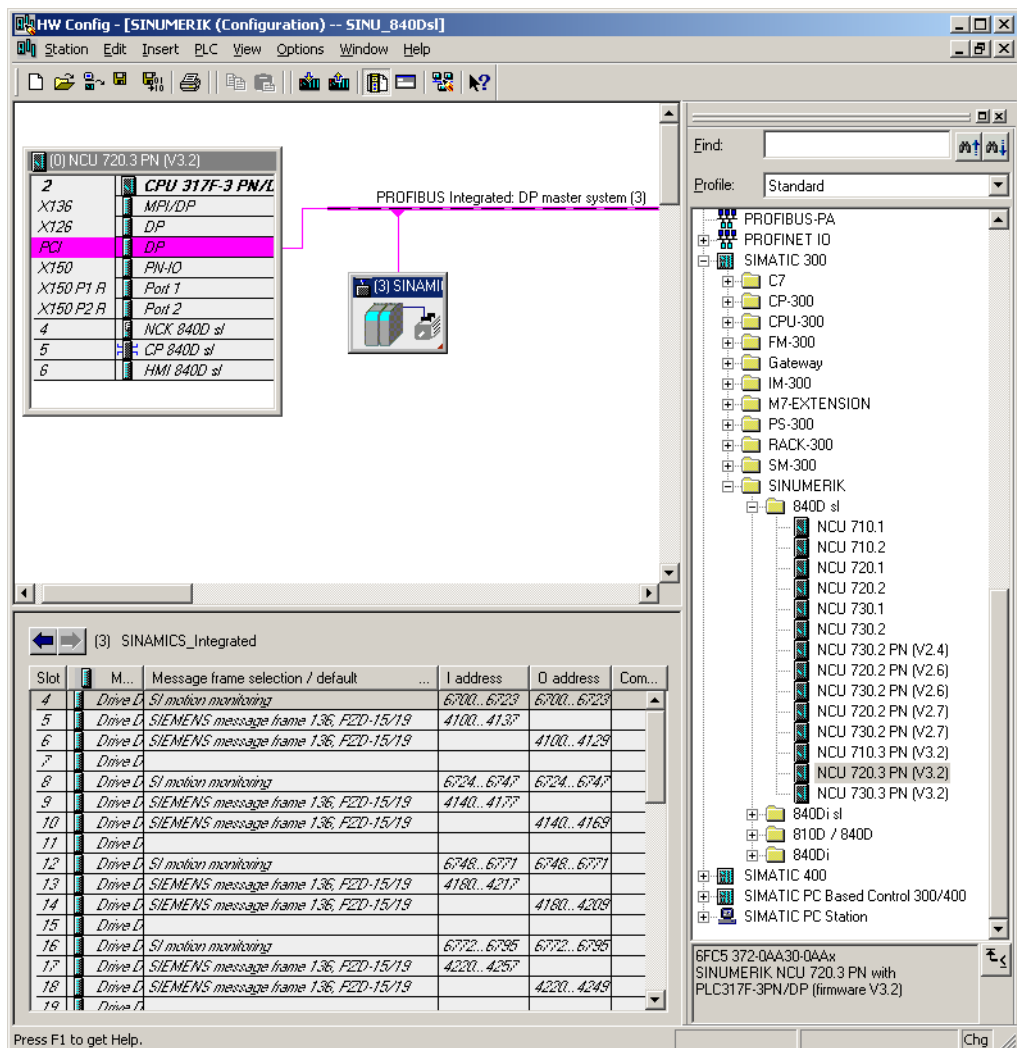 HW Config - [SINUMERIK (Configuration) -- SINU_840Dsl]
Station Edit Insert PLC View Options Window Help
(0) NCU 720.3 PN (V3.2)
2 CPU 317F-3 PN/D
X136 MPI/DP
X126 DP
PCI DP
X150 PN-IO
X150 P1 R Port 1
X150 P2 R Port 2
4 NCK 840D sl
5 CP 840D sl
6 HMI 840D sl
PROFIBUS Integrated: DP master system (3)
(3) SINAMI
(3) SINAMICS_Integrated
Slot M... Message frame selection / default ... I address O address Com...
4 Drive D SI motion monitoring 6700...6723 6700...6723
5 Drive D SIEMENS message frame 136, PZD-15/19 4100...4137
6 Drive D SIEMENS message frame 136, PZD-15/19 4100...4129
7 Drive D
8 Drive D SI motion monitoring 6724...6747 6724...6747
9 Drive D SIEMENS message frame 136, PZD-15/19 4140...4177
10 Drive D SIEMENS message frame 136, PZD-15/19 4140...4169
11 Drive D
12 Drive D SI motion monitoring 6748...6771 6748...6771
13 Drive D SIEMENS message frame 136, PZD-15/19 4180...4217
14 Drive D SIEMENS message frame 136, PZD-15/19 4180...4209
15 Drive D
16 Drive D SI motion monitoring 6772...6795 6772...6795
17 Drive D SIEMENS message frame 136, PZD-15/19 4220...4257
18 Drive D SIEMENS message frame 136, PZD-15/19 4220...4249
19 Drive D
Find:
Profile: Standard
PROFIBUS-PA
PROFINET IO
SIMATIC 300
C7
CP-300
CPU-300
FM-300
Gateway
IM-300
M7-EXTENSION
PS-300
RACK-300
SM-300
SINUMERIK
840D sl
NCU 710.1
NCU 710.2
NCU 720.1
NCU 720.2
NCU 730.1
NCU 730.2
NCU 730.2 PN (V2.4)
NCU 720.2 PN (V2.6)
NCU 730.2 PN (V2.6)
NCU 720.2 PN (V2.7)
NCU 730.2 PN (V2.7)
NCU 710.3 PN (V3.2)
NCU 720.3 PN (V3.2)
NCU 730.3 PN (V3.2)
840Di sl
810D / 840D
840Di
SIMATIC 400
SIMATIC PC Based Control 300/400
SIMATIC PC Station
6FC5 372-0AA30-0AAx
SINUMERIK NCU 720.3 PN with
PLC317F-3PN/DP (firmware V3.2)
Press F1 to get Help.
Chg